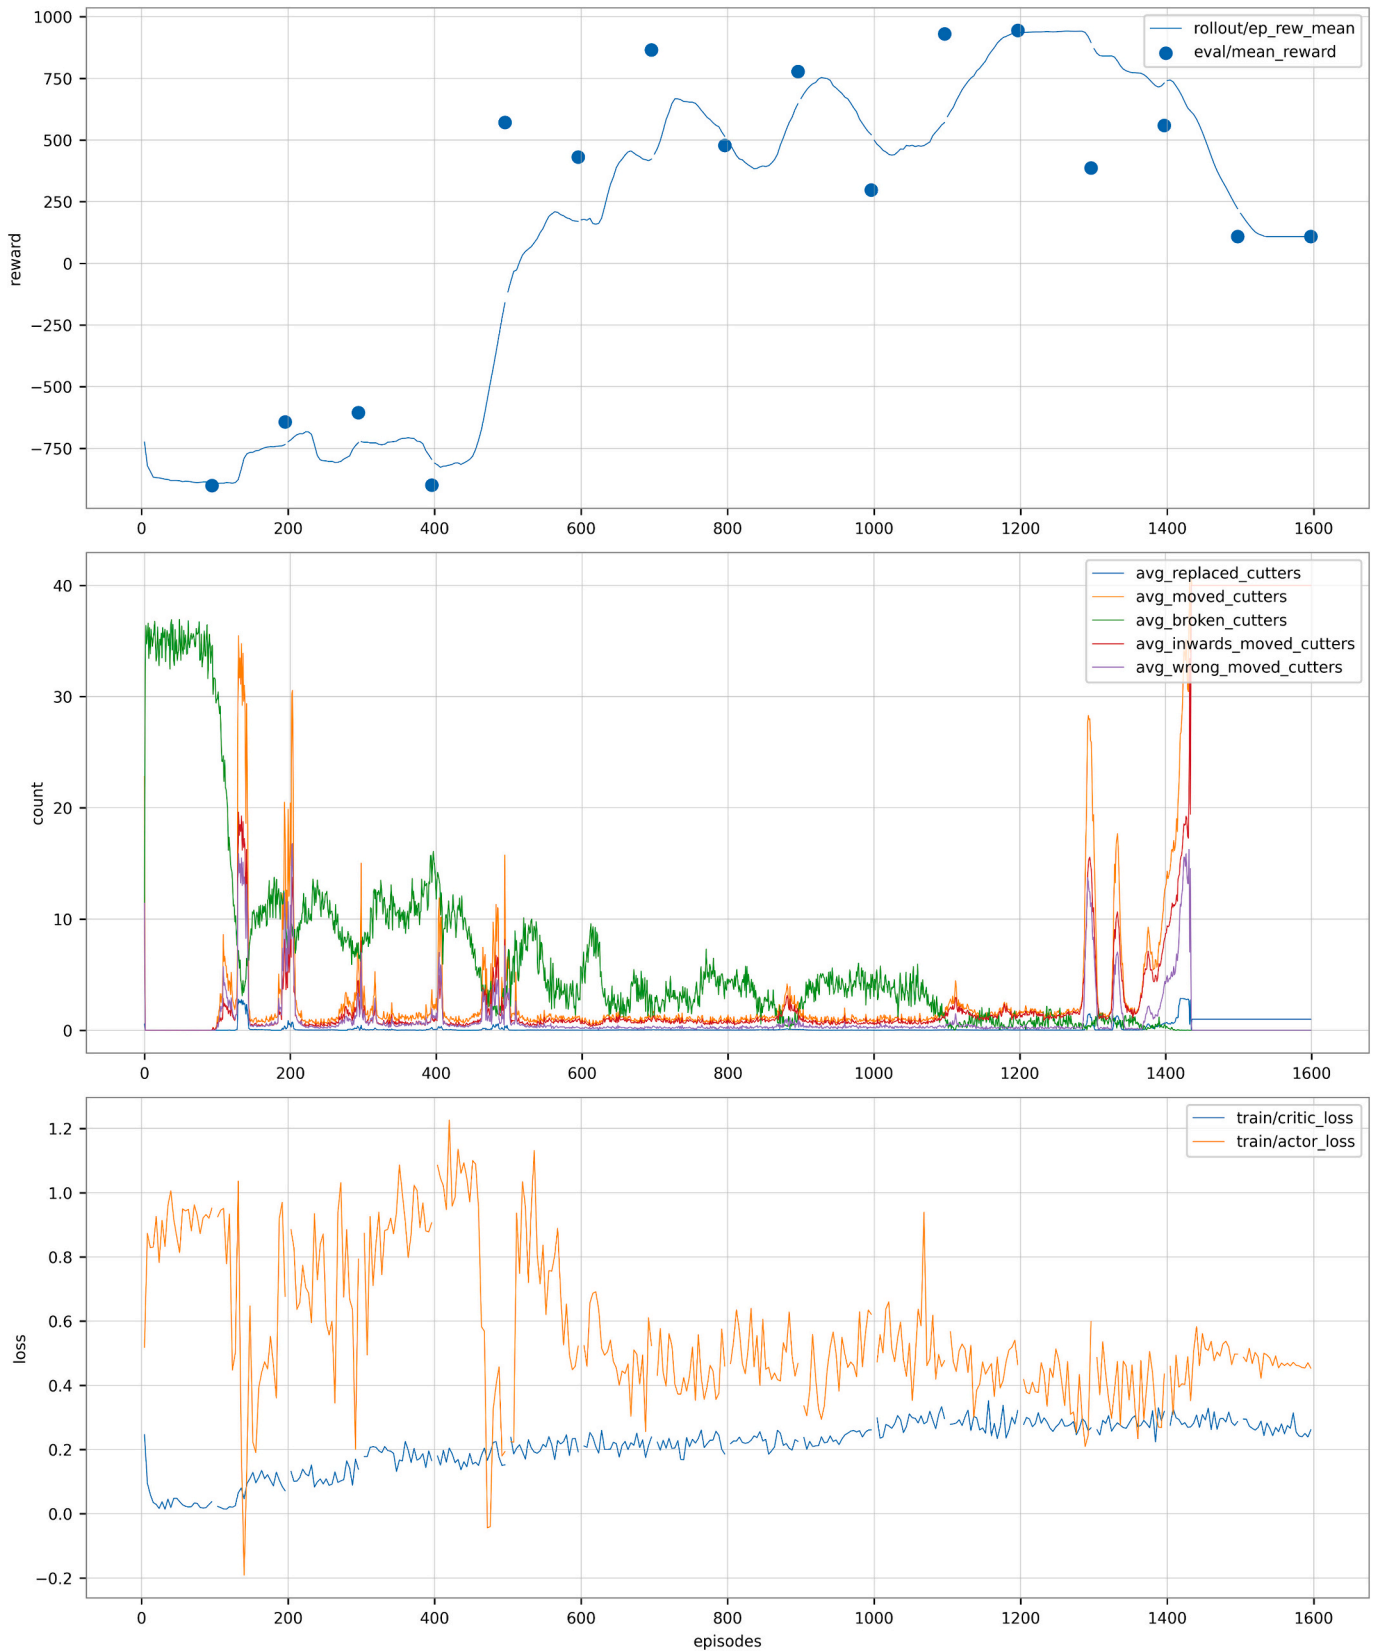 1000
750
500
250
0
−250
−500
−750
reward
rollout/ep_rew_mean
eval/mean_reward
0 200 400 600 800 1000 1200 1400 1600
40
30
20
10
0
count
avg_replaced_cutters
avg_moved_cutters
avg_broken_cutters
avg_inwards_moved_cutters
avg_wrong_moved_cutters
0 200 400 600 800 1000 1200 1400 1600
1.2
1.0
0.8
0.6
0.4
0.2
0.0
−0.2
loss
train/critic_loss
train/actor_loss
0 200 400 600 800 1000 1200 1400 1600
episodes